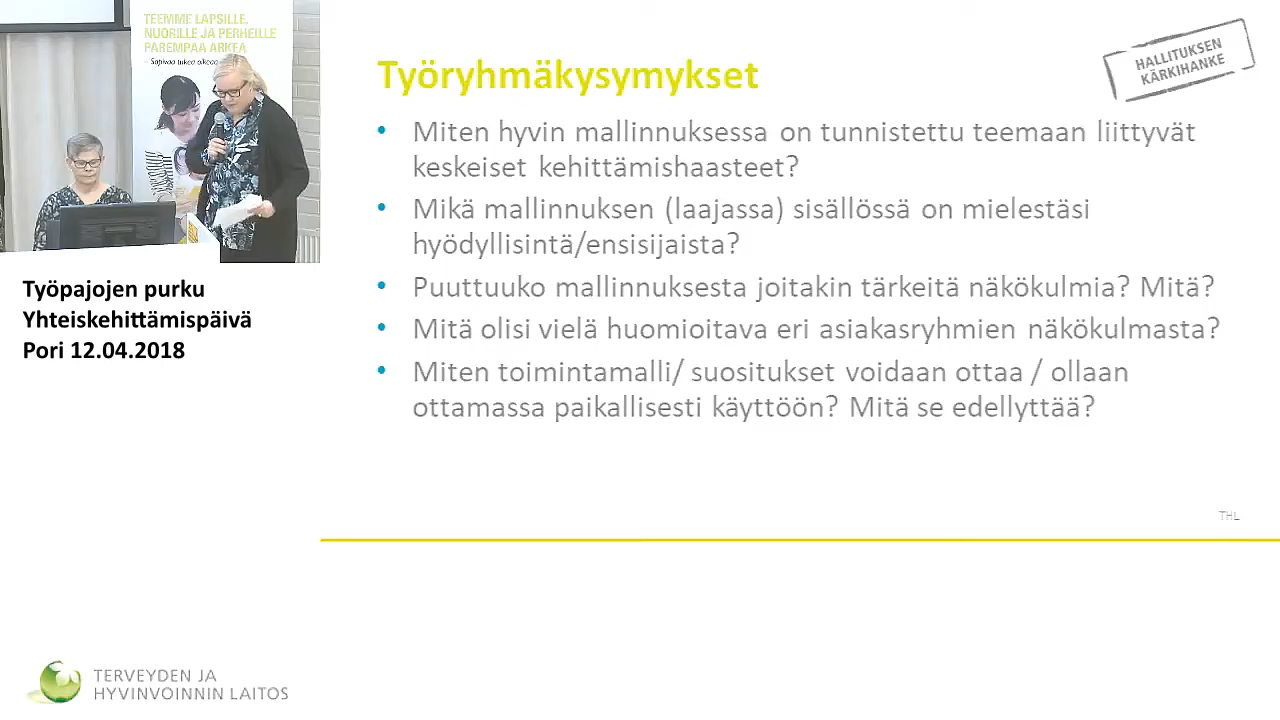 TEEMME LAPSILLE,
NUORILLE JA PERHEILLE
PAREMPAA ARKEA
– Sopivaa tukea oikeaa
Työpajojen purku
Yhteiskehittämispäivä
Pori 12.04.2018
HALLITUKSEN
KÄRKIHANKE
Työryhmäkysymykset
• Miten hyvin mallinnuksessa on tunnistettu teemaan liittyvät
keskeiset kehittämishaasteet?
• Mikä mallinnuksen (laajassa) sisällössä on mielestäsi
hyödyllisintä/ensisijaista?
• Puuttuuko mallinnuksesta joitakin tärkeitä näkökulmia? Mitä?
• Mitä olisi vielä huomioitava eri asiakasryhmien näkökulmasta?
• Miten toimintamalli/ suositukset voidaan ottaa / ollaan
ottamassa paikallisesti käyttöön? Mitä se edellyttää?
THL
TERVEYDEN JA
HYVINVOINNIN LAITOS